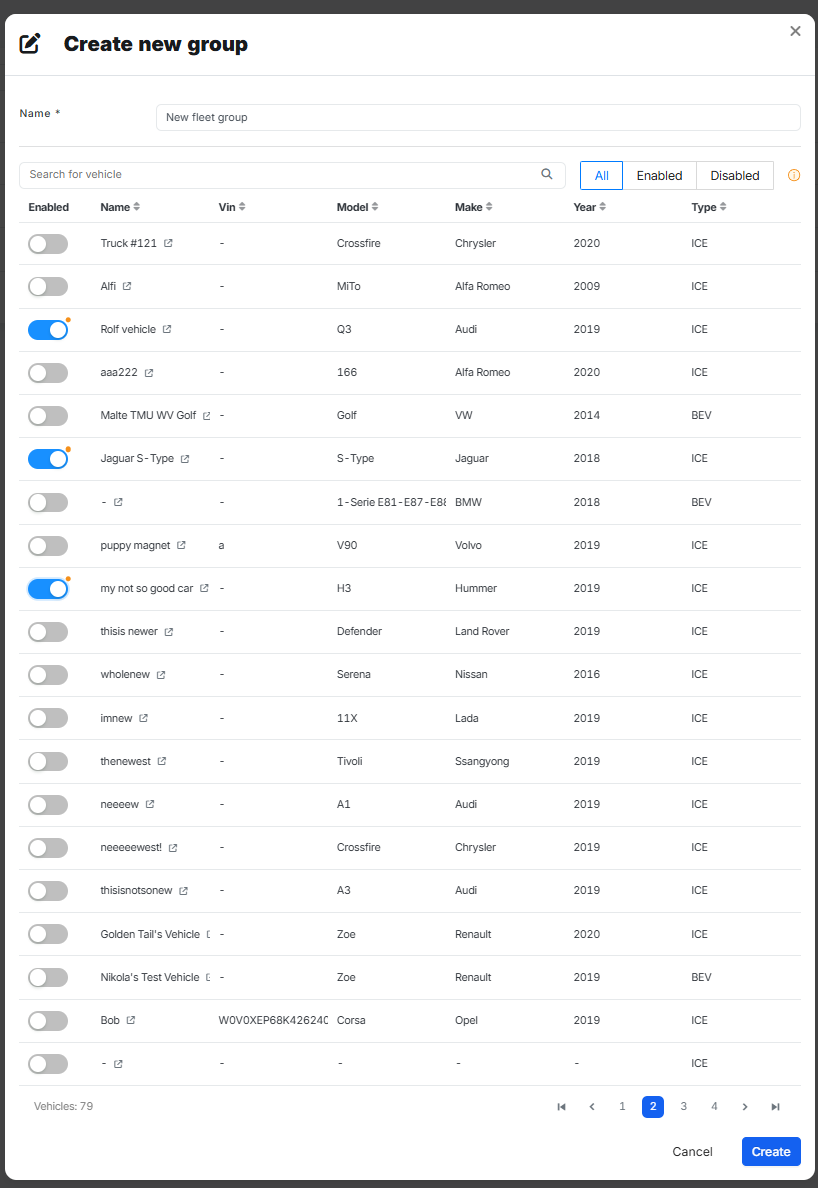 Create new group
Name *
New fleet group
Search for vehicle
All Enabled Disabled
Enabled Name Vin Model Make Year Type
Truck #121 - Crossfire Chrysler 2020 ICE
Alfi - MiTo Alfa Romeo 2009 ICE
Rolf vehicle - Q3 Audi 2019 ICE
aaa222 - 166 Alfa Romeo 2020 ICE
Malte TMU WV Golf - Golf VW 2014 BEV
Jaguar S-Type - S-Type Jaguar 2018 ICE
- - 1-Serie E81-E87-E88 BMW 2018 BEV
puppy magnet a V90 Volvo 2019 ICE
my not so good car - H3 Hummer 2019 ICE
thisis newer - Defender Land Rover 2019 ICE
wholenew - Serena Nissan 2016 ICE
imnew - 11X Lada 2019 ICE
thenewest - Tivoli Ssangyong 2019 ICE
neeeew - A1 Audi 2019 ICE
neeeeewest! - Crossfire Chrysler 2019 ICE
thisisnotsonew - A3 Audi 2019 ICE
Golden Tail's Vehicle - Zoe Renault 2020 ICE
Nikola's Test Vehicle - Zoe Renault 2019 BEV
Bob W0V0XEP68K426240 Corsa Opel 2019 ICE
- - - - - ICE
Vehicles: 79
1 2 3 4
Cancel Create